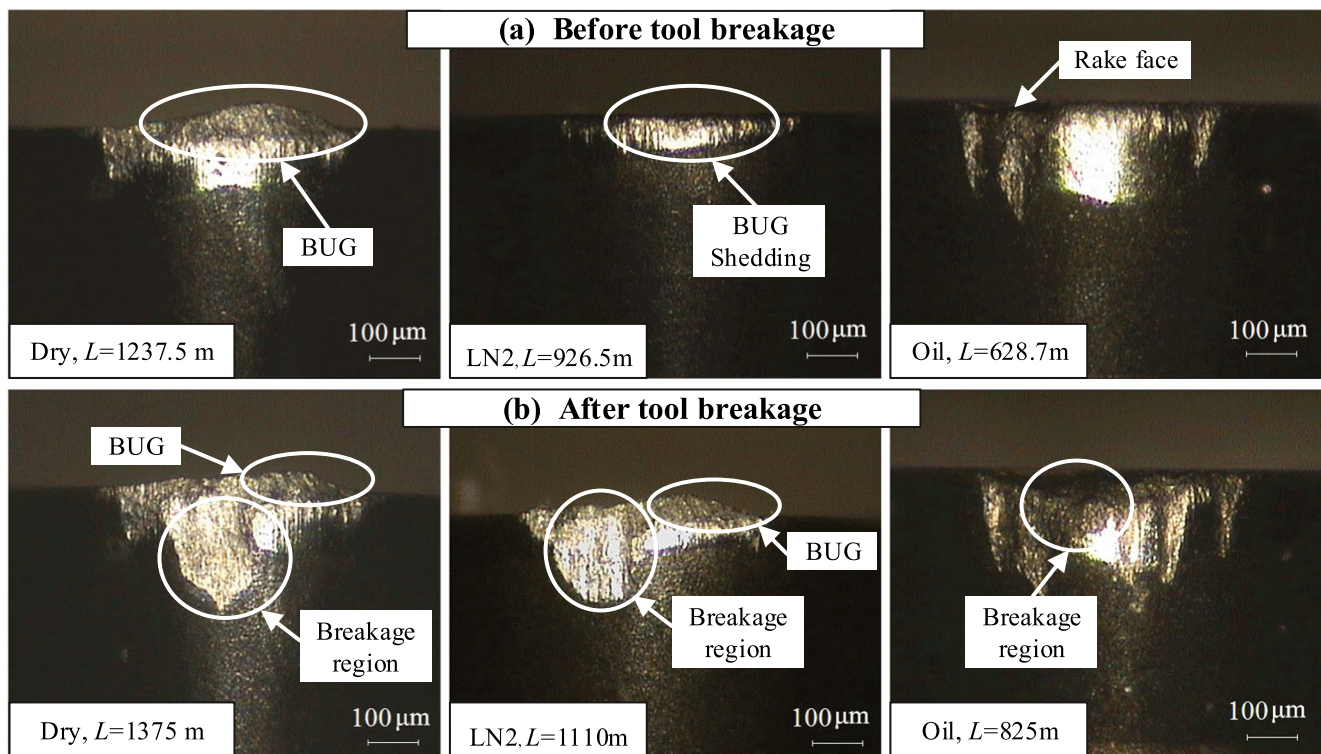 (a) Before tool breakage
Rake face
BUG
BUG
Shedding
100 μm
100 μm
100 μm
Dry, L=1237.5 m
LN2, L=926.5m
Oil, L=628.7m
(b) After tool breakage
BUG
BUG
Breakage
region
Breakage
region
Breakage
region
100 μm
100 μm
100 μm
Dry, L=1375 m
LN2, L=1110m
Oil, L=825m